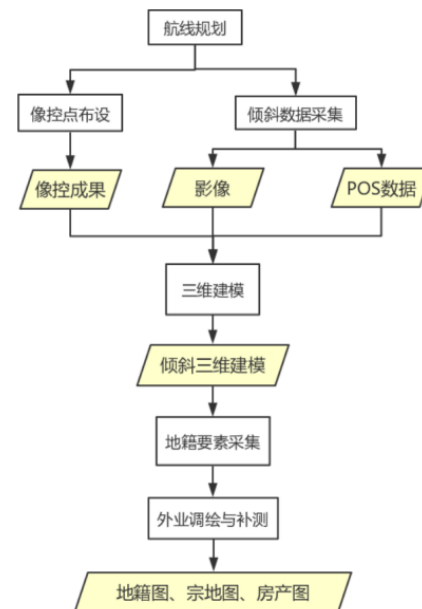 航线规划
像控点布设
倾斜数据采集
像控成果
影像
POS数据
三维建模
倾斜三维建模
地籍要素采集
外业调绘与补测
地籍图、宗地图、房产图